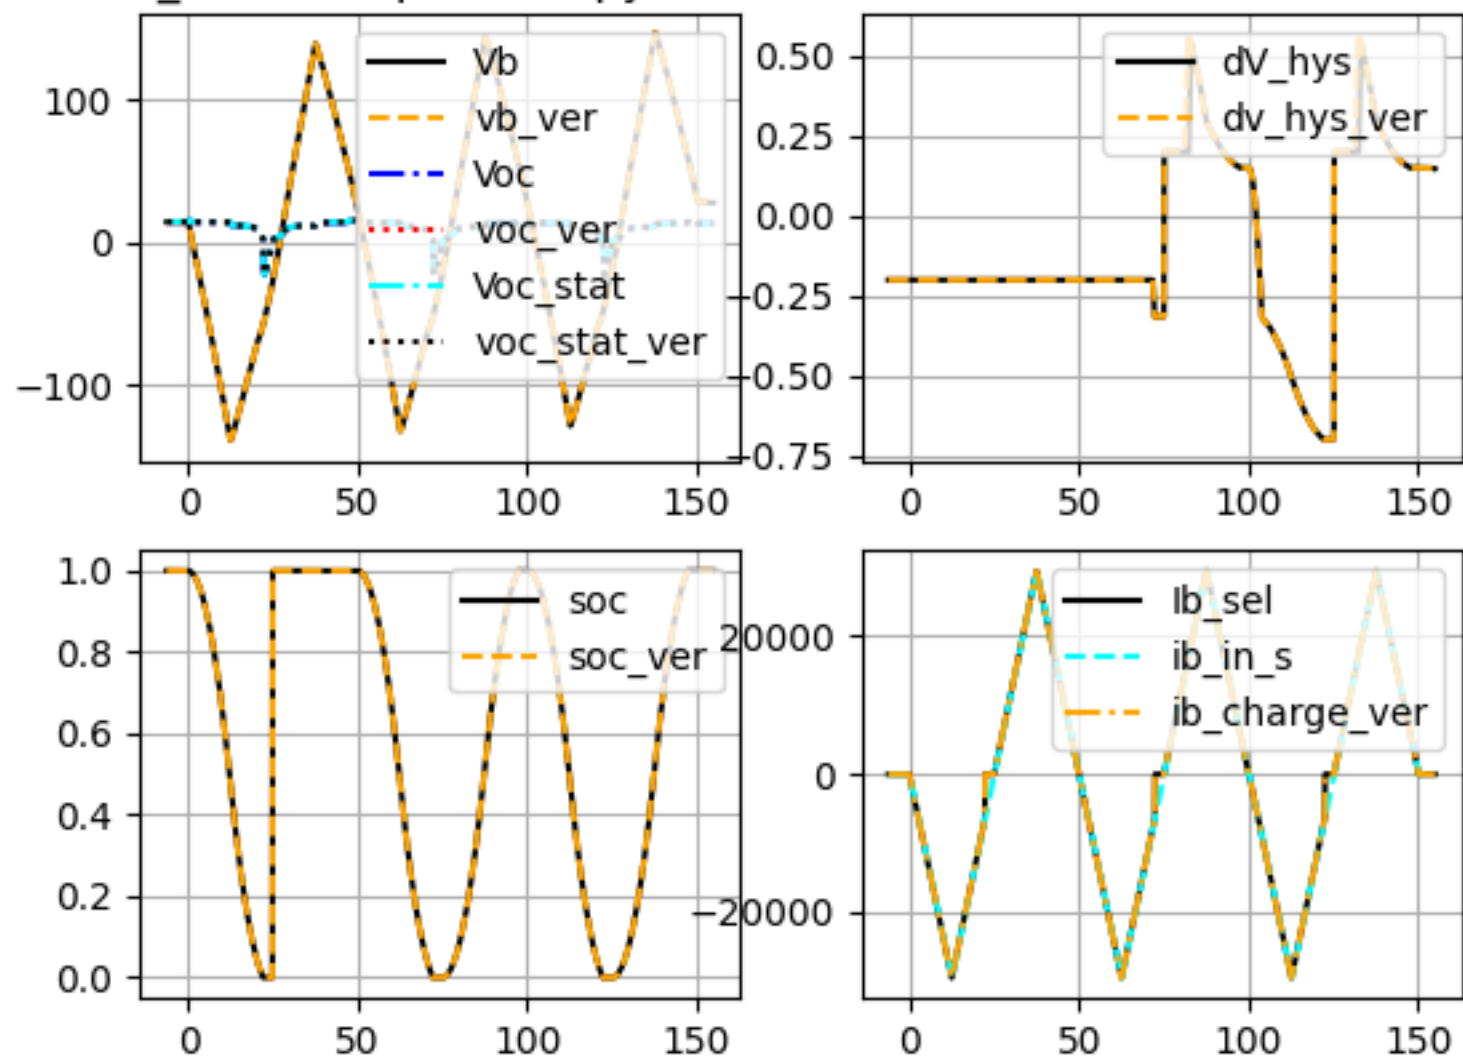 Vb
vb_ver
Voc
voc_ver
Voc_stat
voc_stat_ver
100
0
−100
0 50 100 150
dV_hys
dv_hys_ver
0.50
0.25
0.00
−0.25
−0.50
−0.75
0 50 100 150
soc
soc_ver
1.0
0.8
0.6
0.4
0.2
0.0
0 50 100 150
Ib_sel
ib_in_s
ib_charge_ver
20000
0
−20000
0 50 100 150